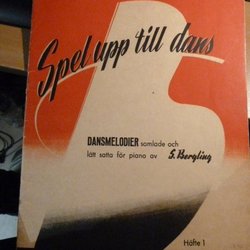 Spel upp till dans
DANSMELODIER samlade och
lätt satta för piano av S. Bergling
Häfte 1